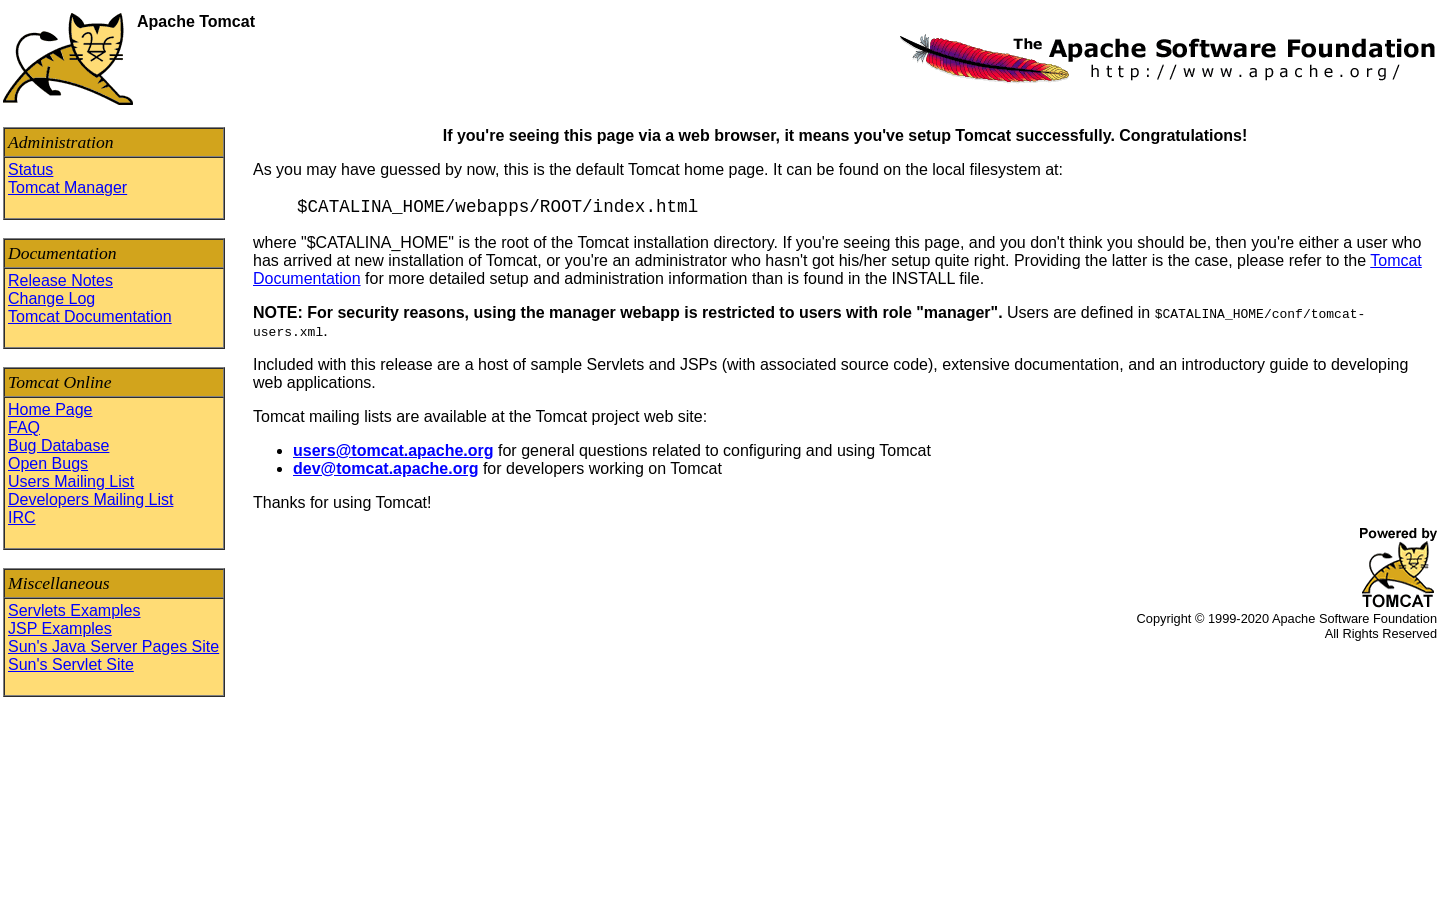 Apache Tomcat
The Apache Software Foundation
http://www.apache.org/
Administration
Status
Tomcat Manager
Documentation
Release Notes
Change Log
Tomcat Documentation
Tomcat Online
Home Page
FAQ
Bug Database
Open Bugs
Users Mailing List
Developers Mailing List
IRC
Miscellaneous
Servlets Examples
JSP Examples
Sun's Java Server Pages Site
Sun's Servlet Site
If you're seeing this page via a web browser, it means you've setup Tomcat successfully. Congratulations!
As you may have guessed by now, this is the default Tomcat home page. It can be found on the local filesystem at:
$CATALINA_HOME/webapps/ROOT/index.html
where "$CATALINA_HOME" is the root of the Tomcat installation directory. If you're seeing this page, and you don't think you should be, then you're either a user who
has arrived at new installation of Tomcat, or you're an administrator who hasn't got his/her setup quite right. Providing the latter is the case, please refer to the Tomcat
Documentation for more detailed setup and administration information than is found in the INSTALL file.
NOTE: For security reasons, using the manager webapp is restricted to users with role "manager". Users are defined in $CATALINA_HOME/conf/tomcat-
users.xml.
Included with this release are a host of sample Servlets and JSPs (with associated source code), extensive documentation, and an introductory guide to developing
web applications.
Tomcat mailing lists are available at the Tomcat project web site:
users@tomcat.apache.org for general questions related to configuring and using Tomcat
dev@tomcat.apache.org for developers working on Tomcat
Thanks for using Tomcat!
Powered by
TOMCAT
Copyright © 1999-2020 Apache Software Foundation
All Rights Reserved